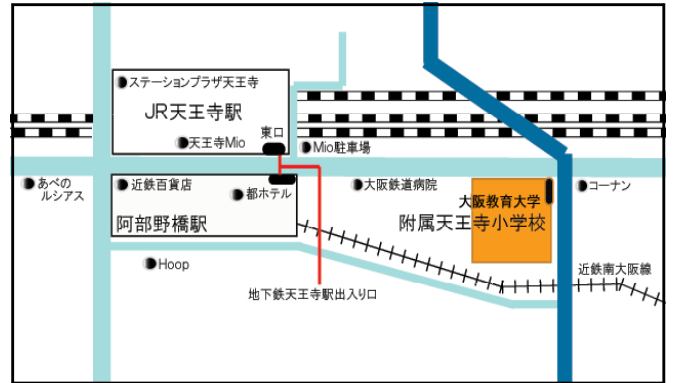 ステーションプラザ天王寺
JR天王寺駅
東口
天王寺Mio
Mio駐車場
あべの
ルシアス
近鉄百貨店
都ホテル
大阪鉄道病院
大阪教育大学
附属天王寺小学校
コーナン
阿部野橋駅
Hoop
地下鉄天王寺駅出入り口
近鉄南大阪線